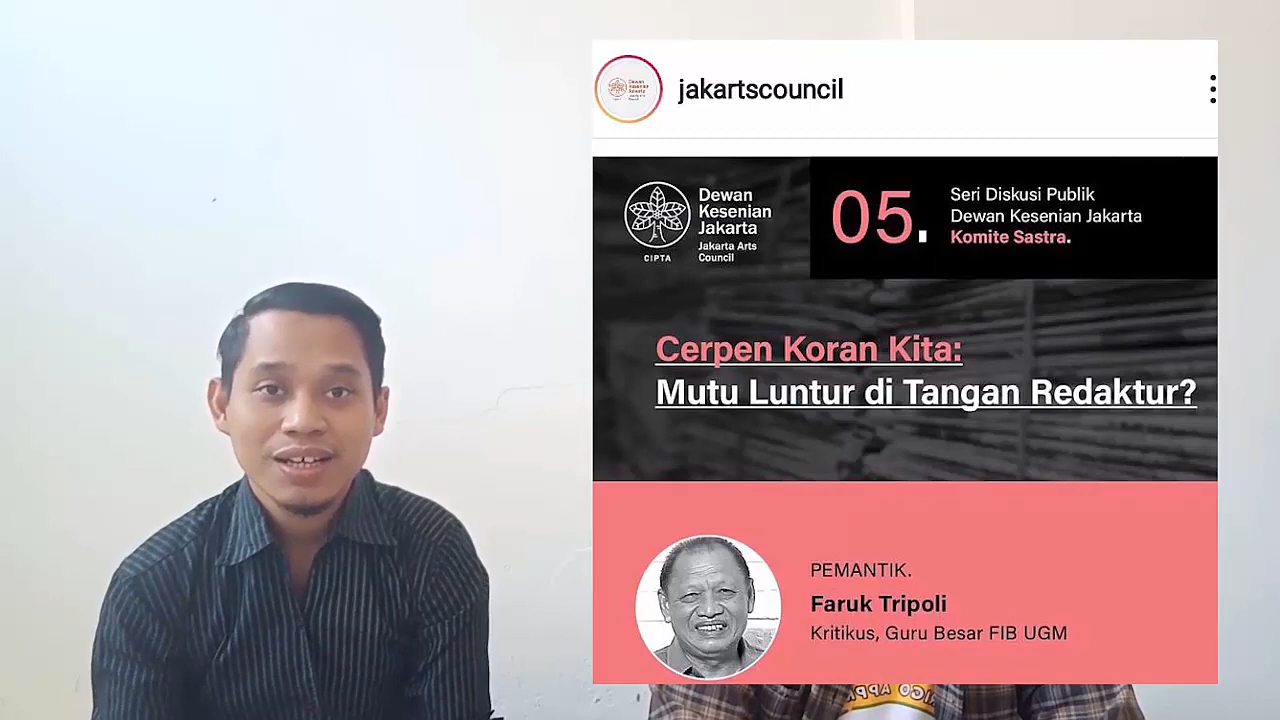 jakartscouncil
Dewan
Kesenian
Jakarta
Jakarta Arts
Council
CIPTA
05.
Seri Diskusi Publik
Dewan Kesenian Jakarta
Komite Sastra.
Cerpen Koran Kita:
Mutu Luntur di Tangan Redaktur?
PEMANTIK.
Faruk Tripoli
Kritikus, Guru Besar FIB UGM